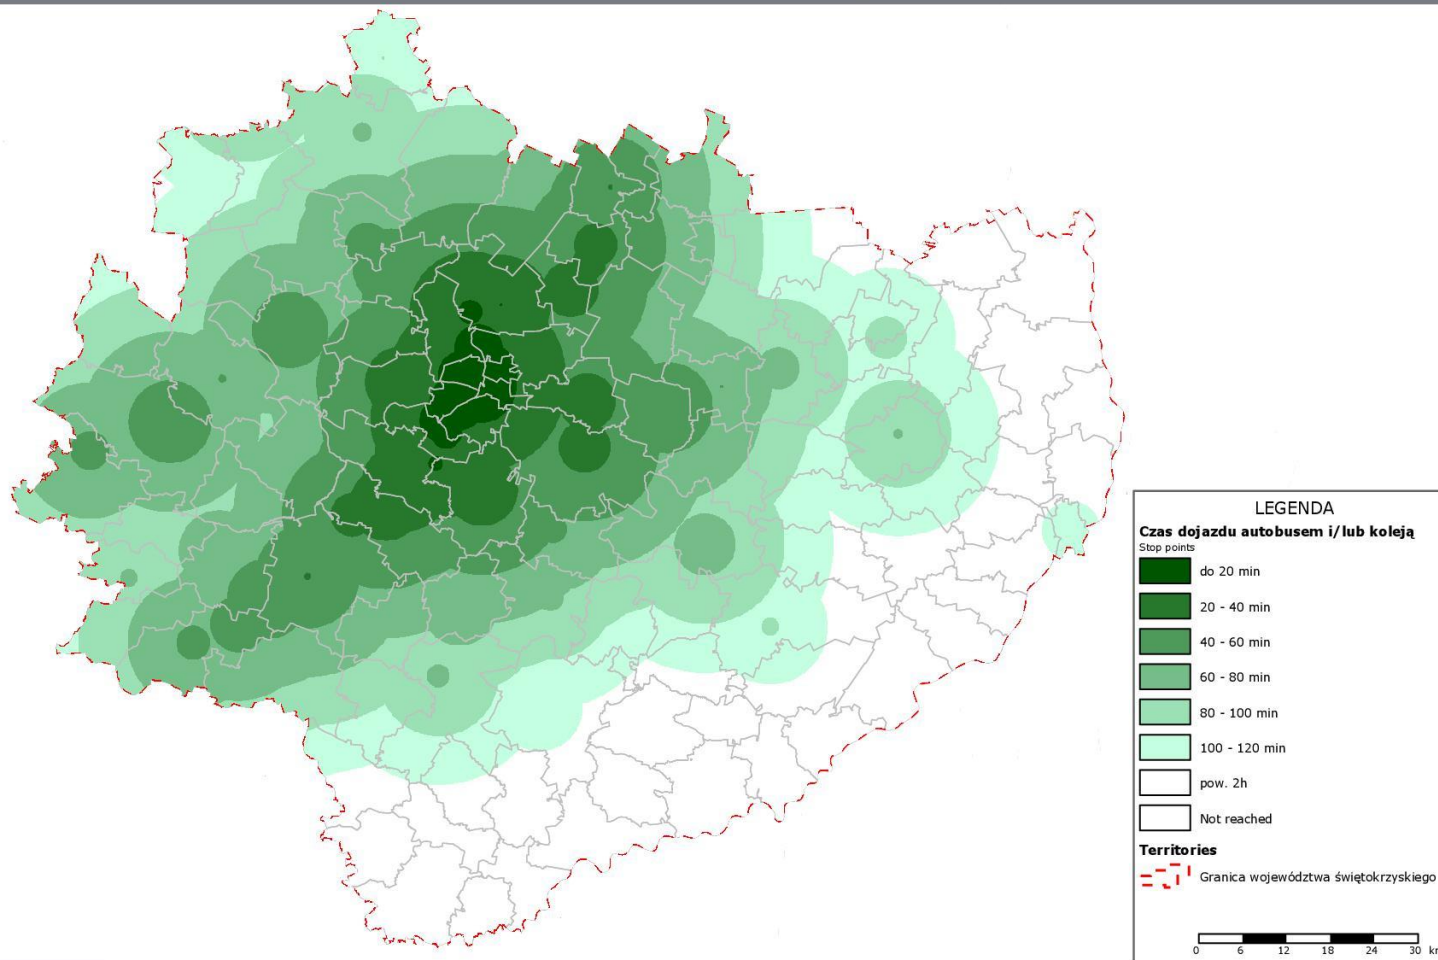 LEGENDA
Czas dojazdu autobusem i/lub koleją
Stop points
do 20 min
20 - 40 min
40 - 60 min
60 - 80 min
80 - 100 min
100 - 120 min
pow. 2h
Not reached
Territories
Granica województwa świętokrzyskiego
0 6 12 18 24 30 km